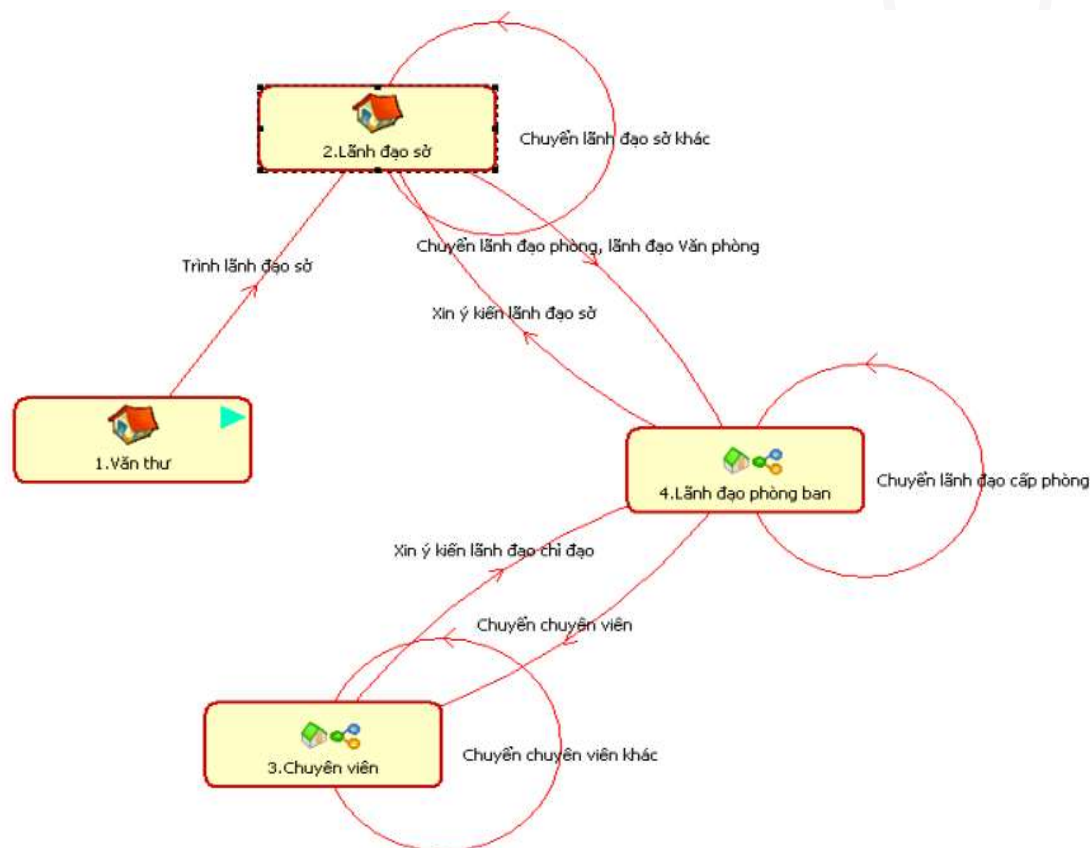 2.Lãnh đạo sở
Chuyển lãnh đạo sở khác
Chuyển lãnh đạo phòng, lãnh đạo Văn phòng
Trình lãnh đạo sở
Xin ý kiến lãnh đạo sở
1.Văn thư
4.Lãnh đạo phòng ban
Chuyển lãnh đạo cấp phòng
Xin ý kiến lãnh đạo chỉ đạo
Chuyển chuyên viên
3.Chuyên viên
Chuyển chuyên viên khác